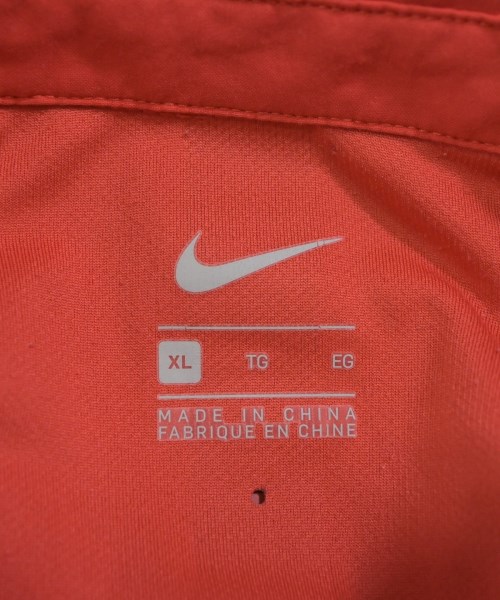 XL TG EG
MADE IN CHINA
FABRIQUE EN CHINE